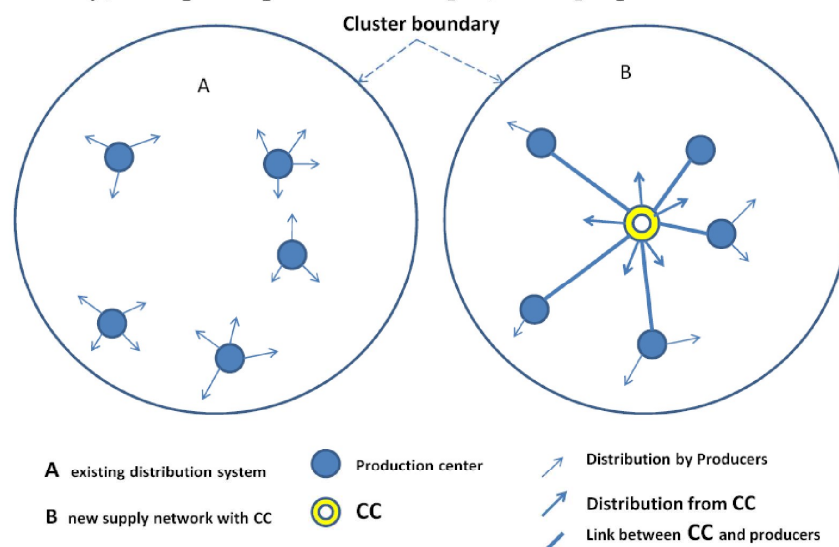 Cluster boundary
A
B
A existing distribution system
Production center
Distribution by Producers
B new supply network with CC
CC
Distribution from CC
Link between CC and producers